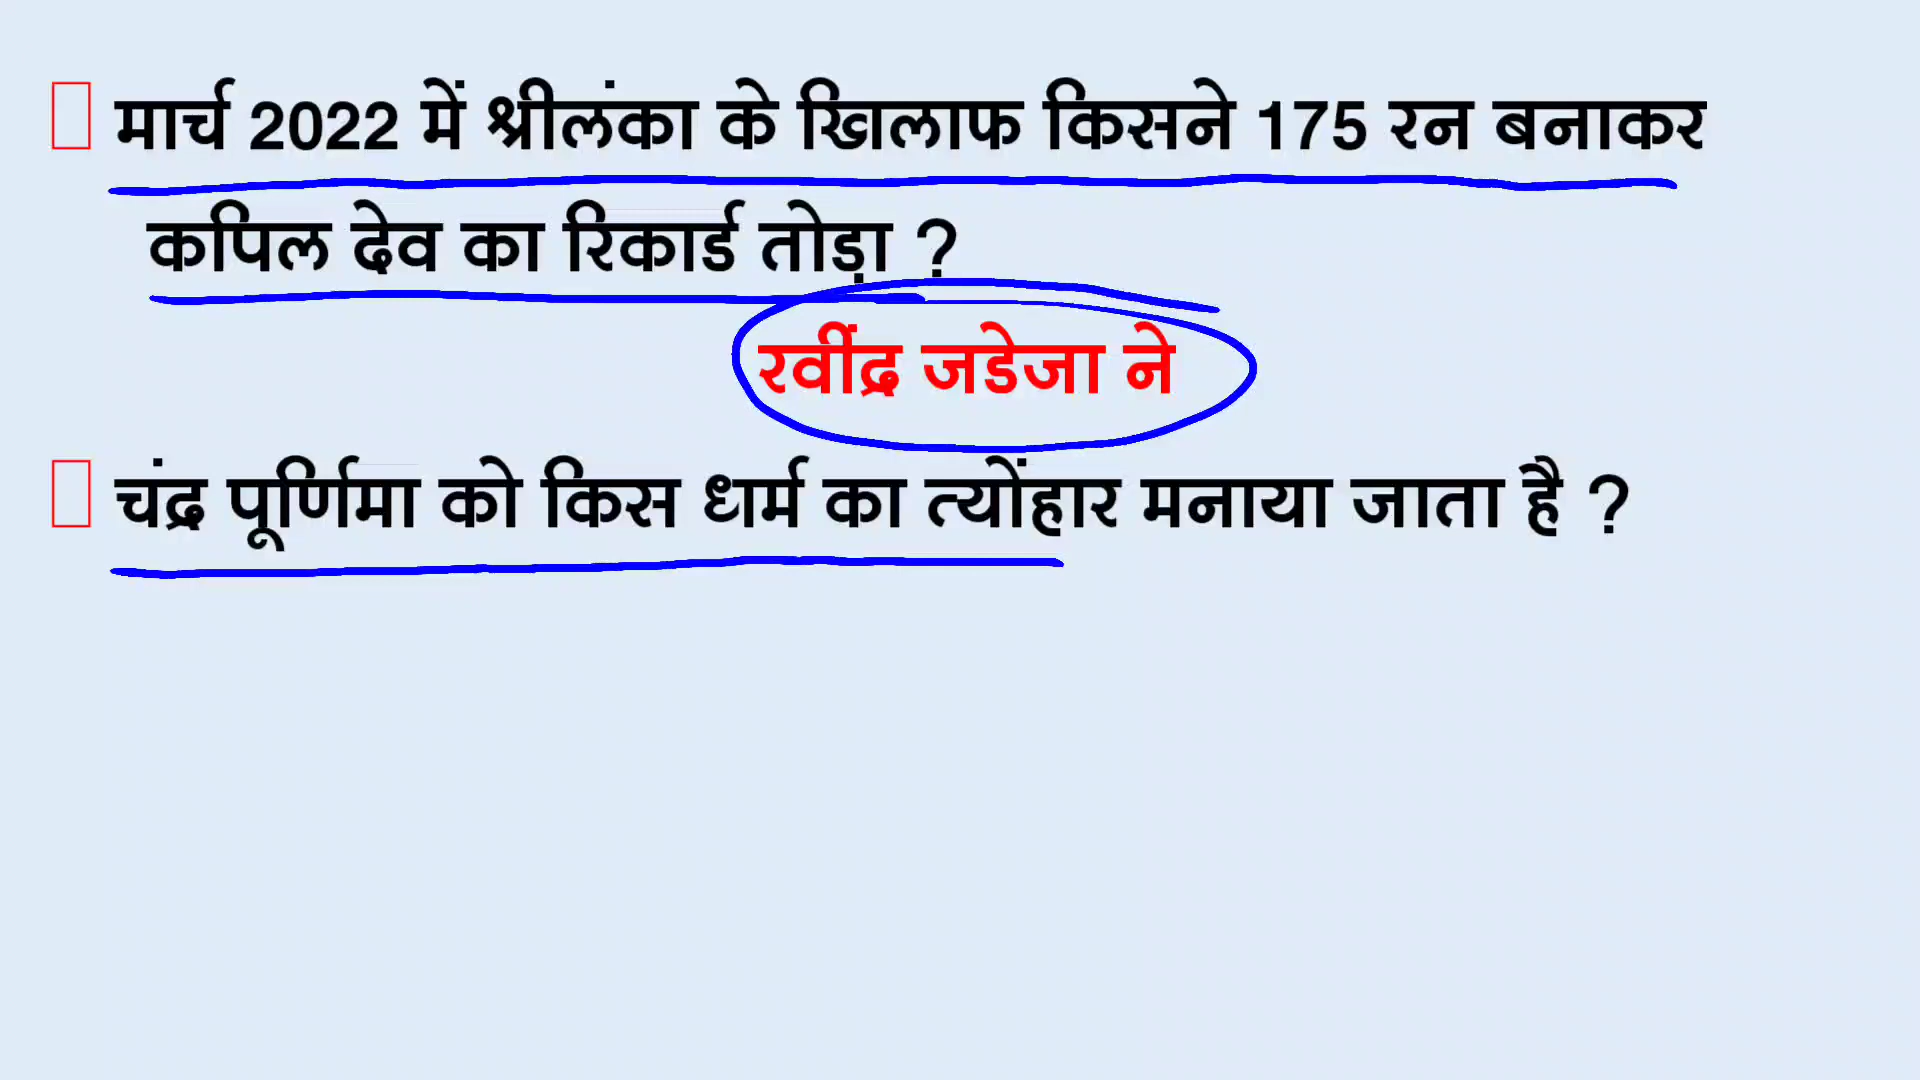 मार्च 2022 में श्रीलंका के खिलाफ किसने 175 रन बनाकर
कपिल देव का रिकार्ड तोड़ा ?
रवींद्र जडेजा ने
चंद्र पूर्णिमा को किस धर्म का त्योंहार मनाया जाता है ?